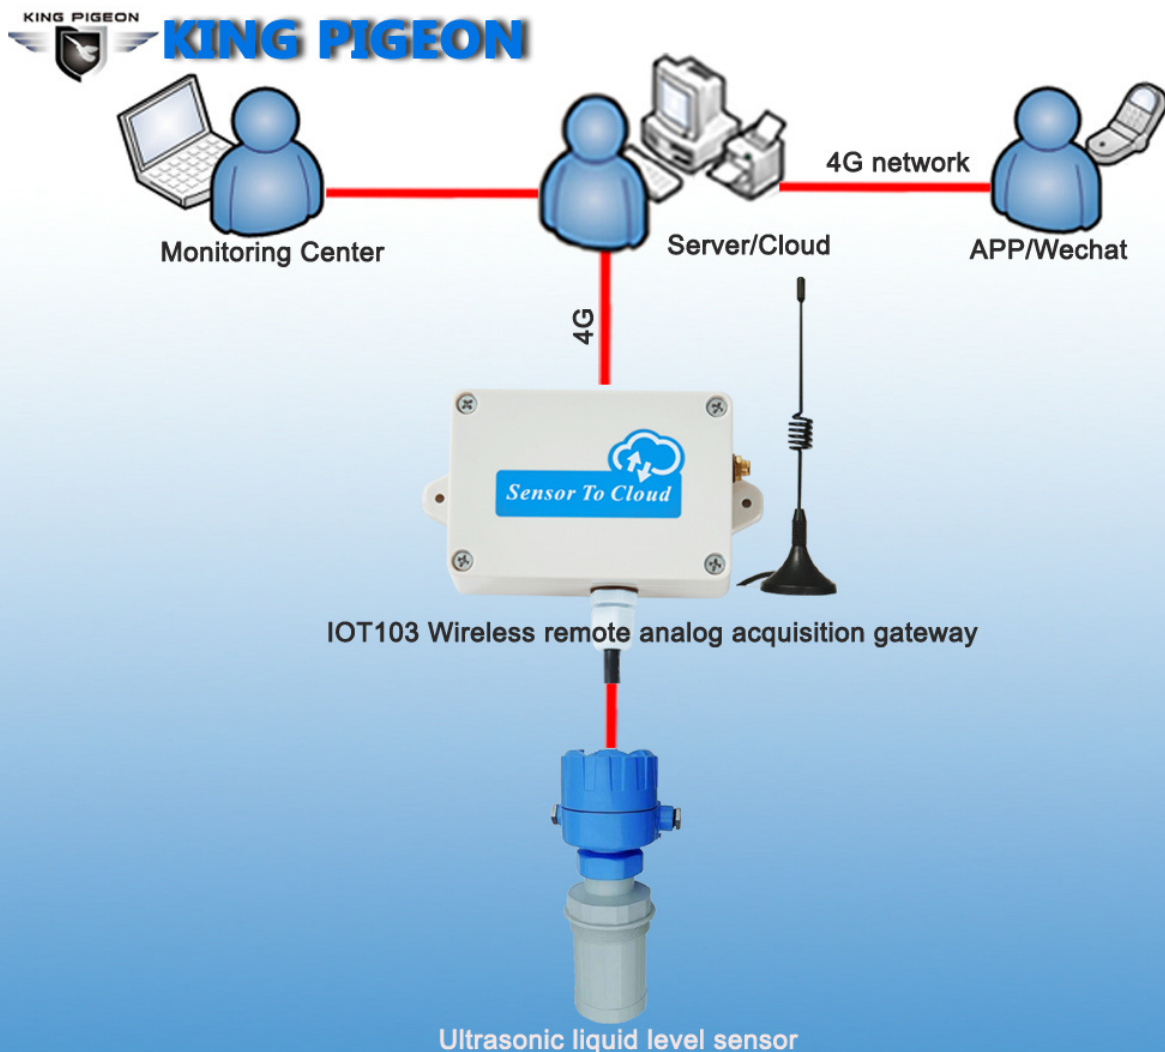 KING PIGEON
KING PIGEON
4G network
Monitoring Center
Server/Cloud
APP/Wechat
4G
Sensor To Cloud
IOT103 Wireless remote analog acquisition gateway
Ultrasonic liquid level sensor